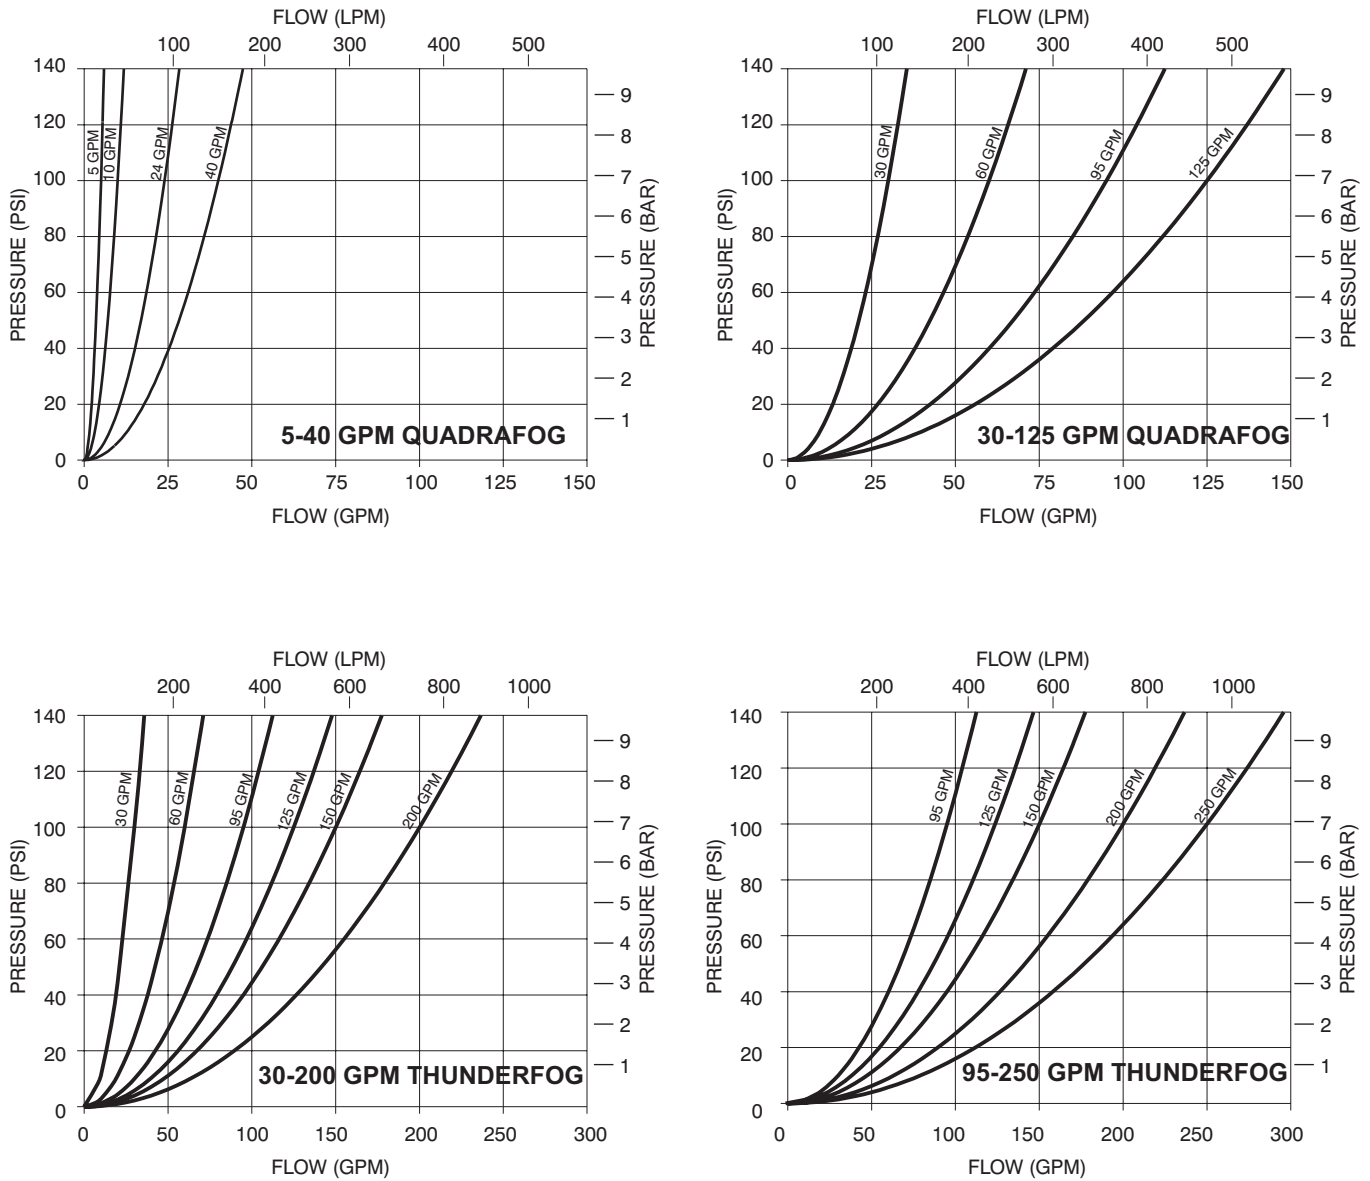 FLOW (LPM)
100 200 300 400 500
140
120
100
80
60
40
20
0
PRESSURE (PSI)
5 GPM
10 GPM
24 GPM
40 GPM
9
8
7
6
5
4
3
2
1
PRESSURE (BAR)
5-40 GPM QUADRAFOG
0 25 50 75 100 125 150
FLOW (GPM)
FLOW (LPM)
100 200 300 400 500
140
120
100
80
60
40
20
0
PRESSURE (PSI)
30 GPM
60 GPM
95 GPM
125 GPM
9
8
7
6
5
4
3
2
1
PRESSURE (BAR)
30-125 GPM QUADRAFOG
0 25 50 75 100 125 150
FLOW (GPM)
FLOW (LPM)
200 400 600 800 1000
140
120
100
80
60
40
20
0
PRESSURE (PSI)
30 GPM
60 GPM
95 GPM
125 GPM
150 GPM
200 GPM
9
8
7
6
5
4
3
2
1
PRESSURE (BAR)
30-200 GPM THUNDERFOG
0 50 100 150 200 250 300
FLOW (GPM)
FLOW (LPM)
200 400 600 800 1000
140
120
100
80
60
40
20
0
PRESSURE (PSI)
95 GPM
125 GPM
150 GPM
200 GPM
250 GPM
9
8
7
6
5
4
3
2
1
PRESSURE (BAR)
95-250 GPM THUNDERFOG
0 50 100 150 200 250 300
FLOW (GPM)